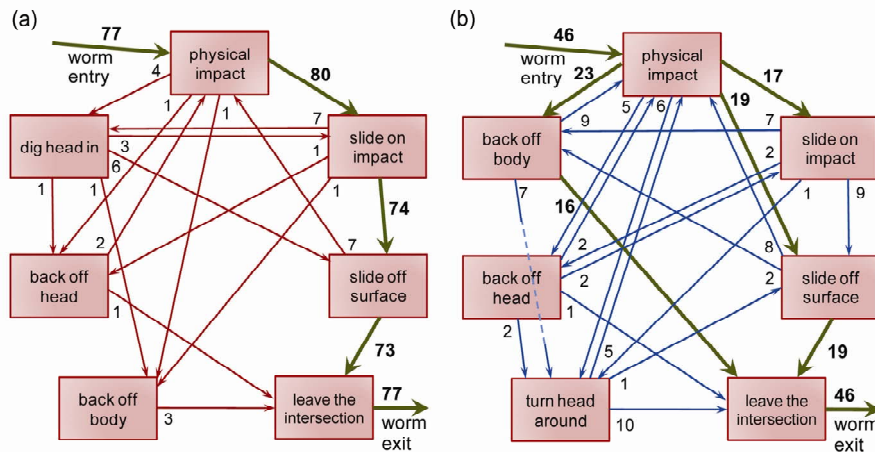 (a)
77
worm
entry
physical
impact
4
1
1
80
dig head in
7
3
6
1
1
slide on
impact
1
1
74
back off
head
2
1
7
slide off
surface
73
back off
body
3
leave the
intersection
77
worm
exit
(b)
46
worm
entry
physical
impact
23
5
6
17
19
back off
body
9
7
2
slide on
impact
7
16
1
9
back off
head
2
2
1
2
8
2
slide off
surface
19
5
1
turn head
around
10
leave the
intersection
46
worm
exit